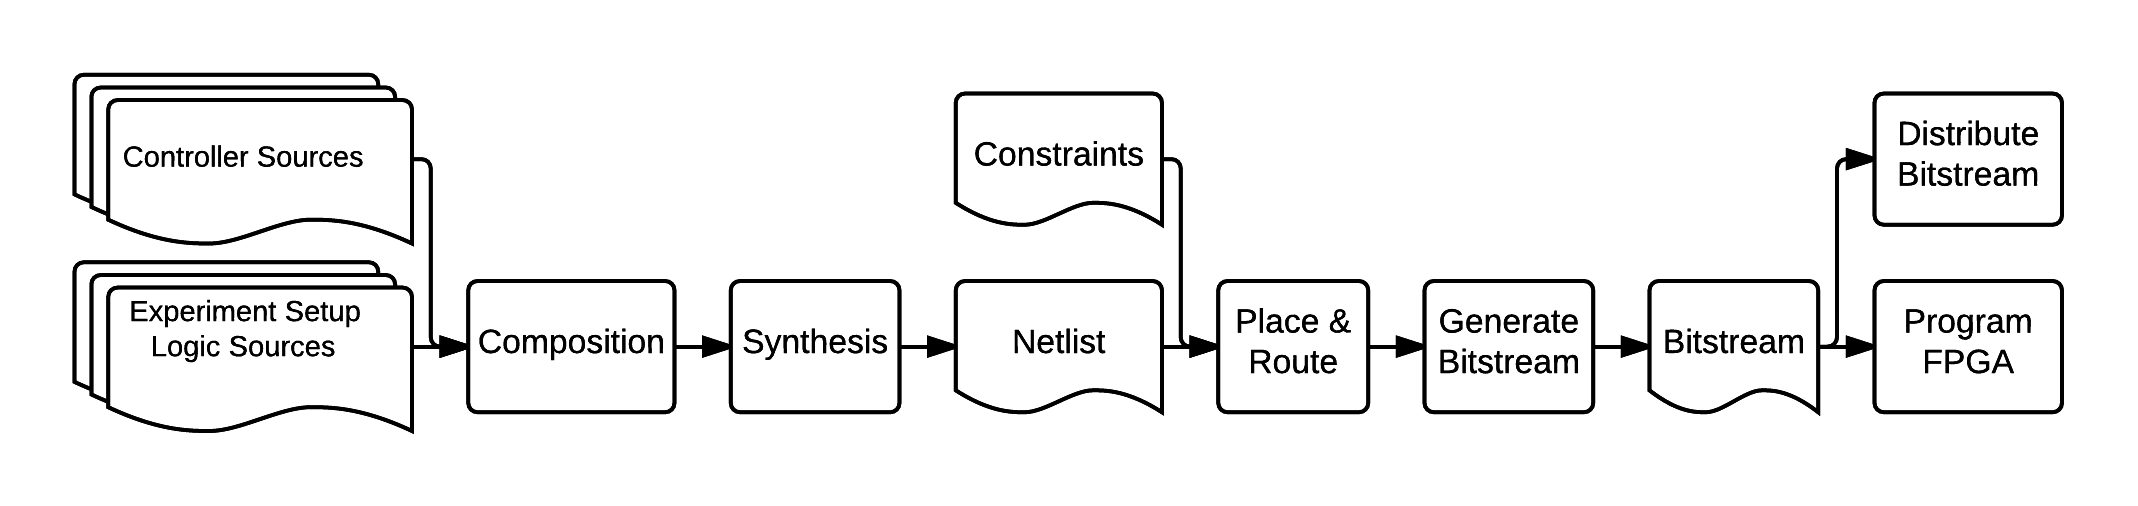 Controller Sources
Experiment Setup
Logic Sources
Composition
Synthesis
Constraints
Netlist
Place &
Route
Generate
Bitstream
Bitstream
Distribute
Bitstream
Program
FPGA